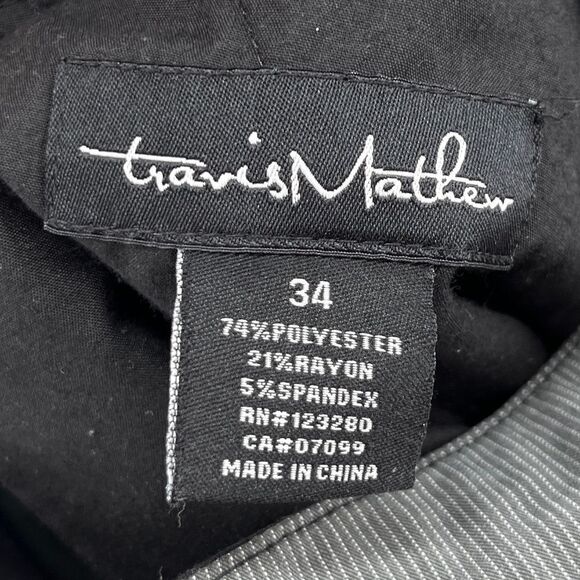 travisMathew
34
74%POLYESTER
21%RAYON
5%SPANDEX
RN#123280
CA#07099
MADE IN CHINA